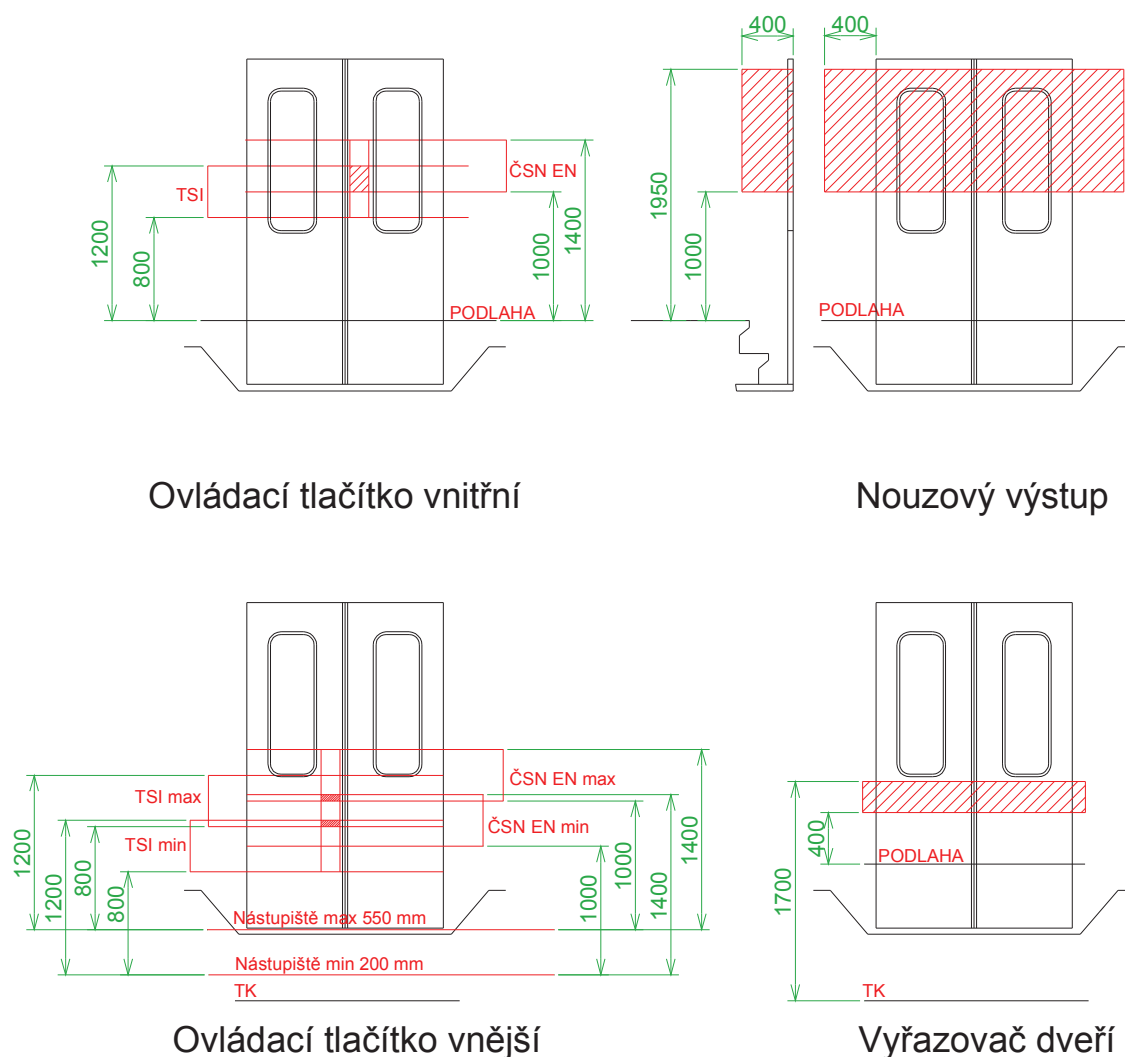 400
400
TSI
ČSN EN
1200
800
1000
1400
PODLAHA
1950
1000
PODLAHA
Ovládací tlačítko vnitřní
Nouzový výstup
TSI max
TSI min
ČSN EN max
ČSN EN min
1200
1200
800
800
1000
1000
1400
1400
Nástupiště max 550 mm
Nástupiště min 200 mm
TK
400
PODLAHA
1700
TK
Ovládací tlačítko vnější
Vyřazovač dveří